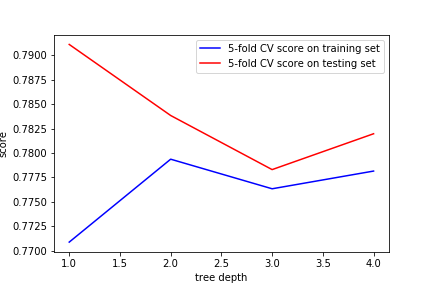 5-fold CV score on training set
5-fold CV score on testing set
0.7900
0.7875
0.7850
0.7825
0.7800
0.7775
0.7750
0.7725
0.7700
score
1.0 1.5 2.0 2.5 3.0 3.5 4.0
tree depth